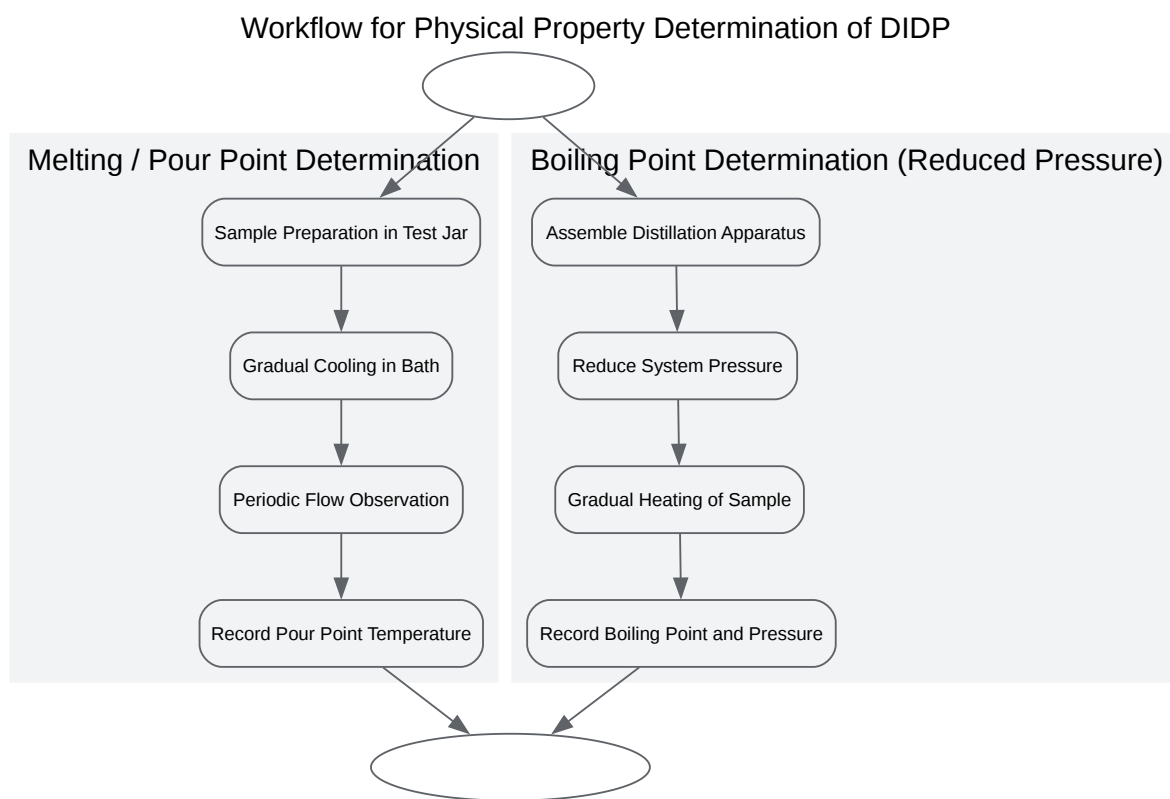 Workflow for Physical Property Determination of DIDP
Melting / Pour Point Determination
Sample Preparation in Test Jar
Gradual Cooling in Bath
Periodic Flow Observation
Record Pour Point Temperature
Boiling Point Determination (Reduced Pressure)
Assemble Distillation Apparatus
Reduce System Pressure
Gradual Heating of Sample
Record Boiling Point and Pressure